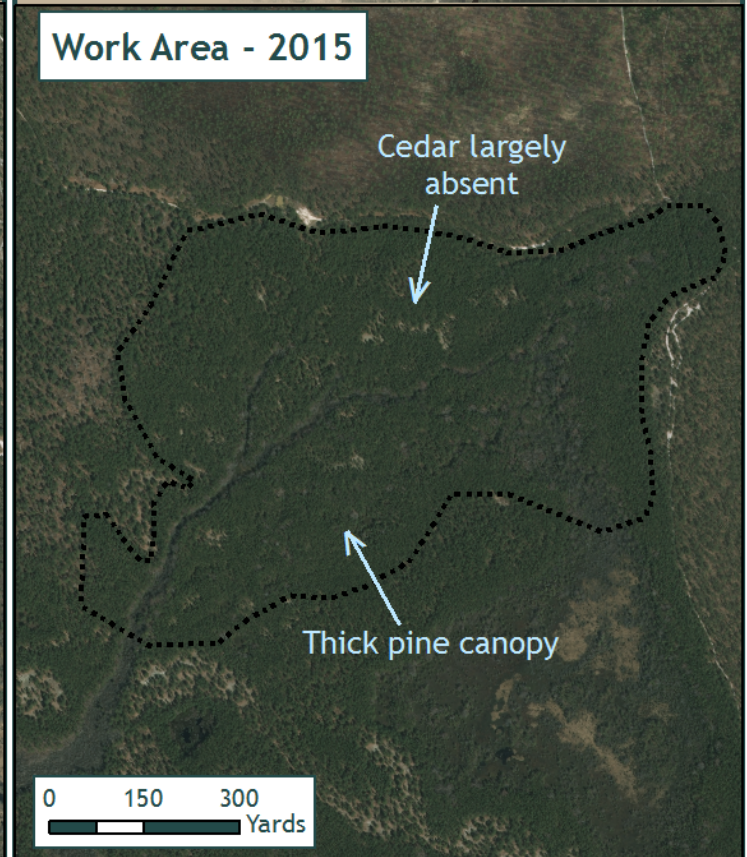 Work Area - 2015
Cedar largely
absent
Thick pine canopy
0 150 300
Yards